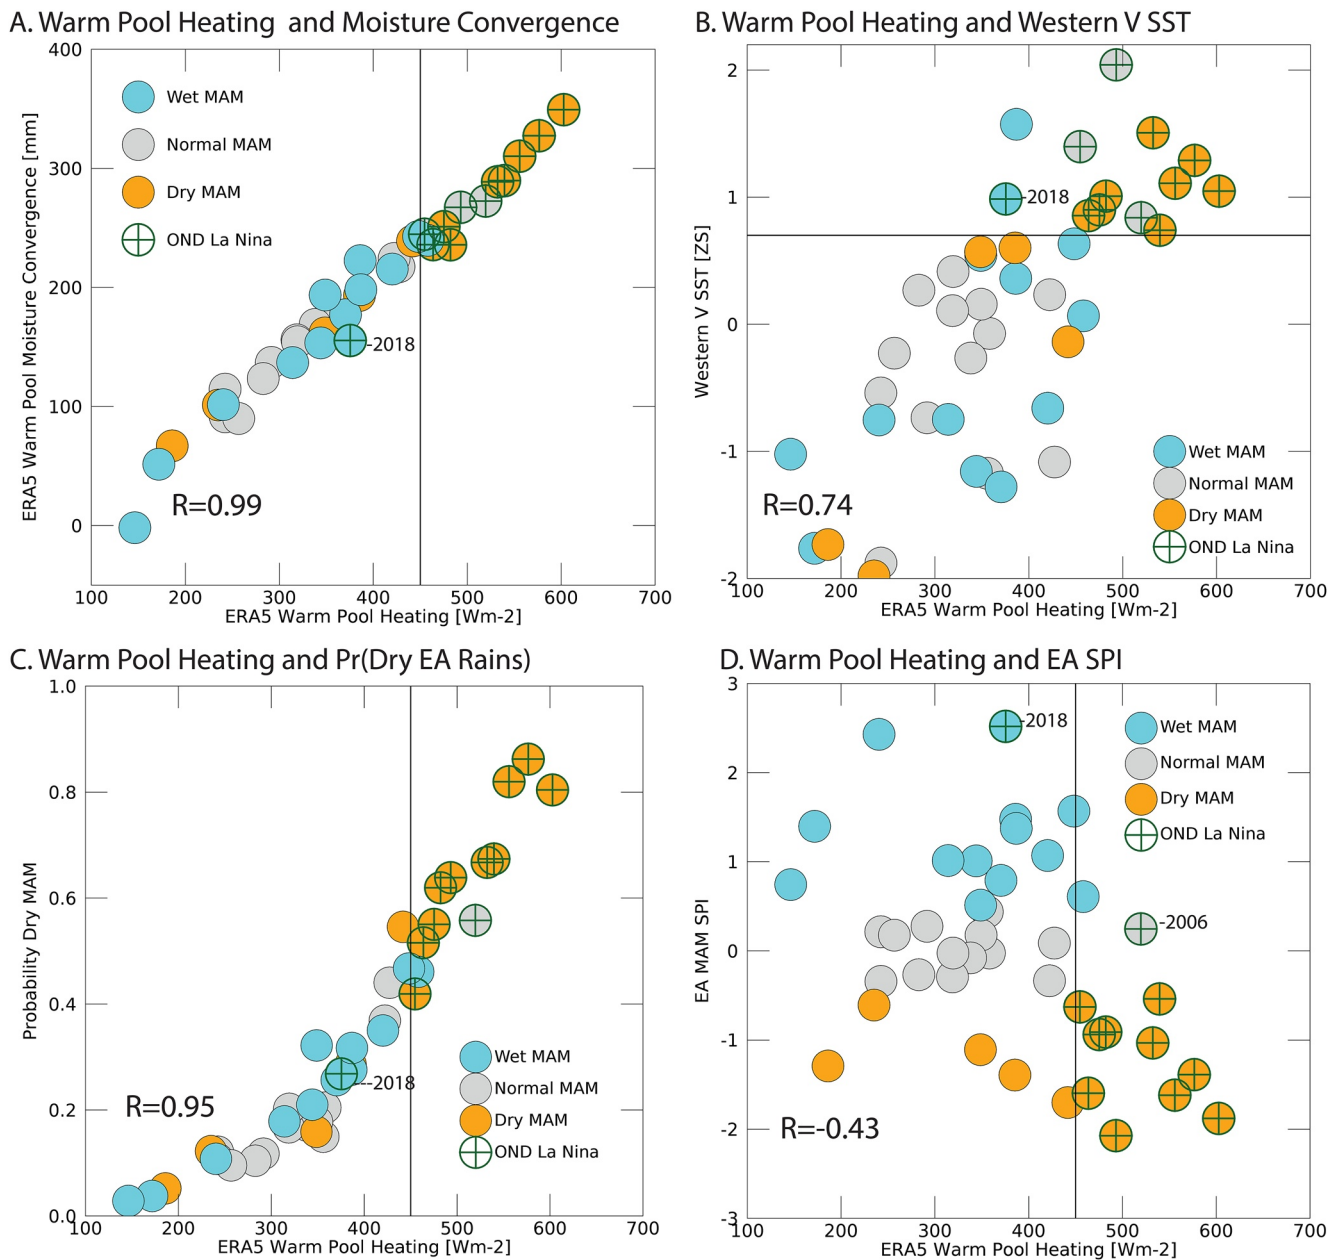 A. Warm Pool Heating  and Moisture Convergence
400
300
200
100
0
ERA5 Warm Pool Moisture Convergence [mm]
Wet MAM
Normal MAM
Dry MAM
OND La Nina
-2018
R=0.99
100 200 300 400 500 600 700
ERA5 Warm Pool Heating [Wm-2]
B. Warm Pool Heating and Western V SST
2
1
0
-1
-2
Western V SST [ZS]
-2018
Wet MAM
Normal MAM
Dry MAM
OND La Nina
R=0.74
100 200 300 400 500 600 700
ERA5 Warm Pool Heating [Wm-2]
C. Warm Pool Heating and Pr(Dry EA Rains)
1.0
0.8
0.6
0.4
0.2
0.0
Probability Dry MAM
Wet MAM
Normal MAM
Dry MAM
OND La Nina
---2018
R=0.95
100 200 300 400 500 600 700
ERA5 Warm Pool Heating [Wm-2]
D. Warm Pool Heating and EA SPI
3
2
1
0
-1
-2
-3
EA MAM SPI
-2018
Wet MAM
Normal MAM
Dry MAM
OND La Nina
-2006
R=-0.43
100 200 300 400 500 600 700
ERA5 Warm Pool Heating [Wm-2]